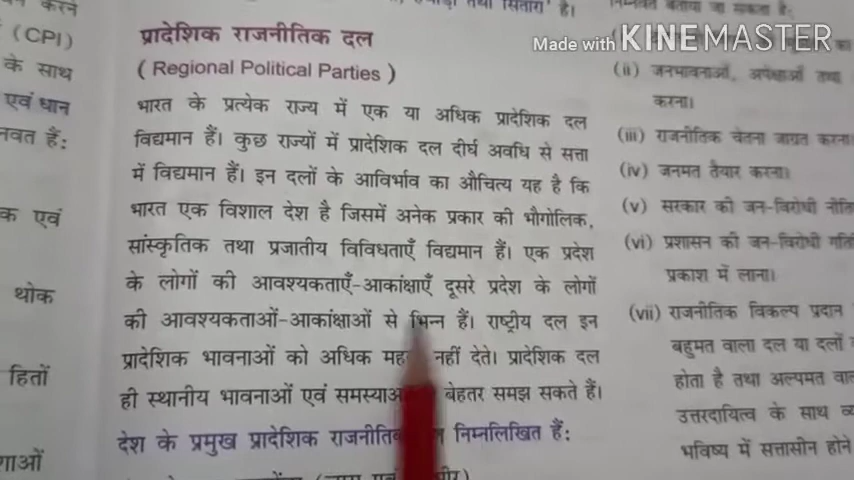 करने
(CPI)
के साथ
एवं धान
नवत हैं:
क एवं
थोक
हितों
गाओं
तथा सितारा' है।
प्रादेशिक राजनीतिक दल
( Regional Political Parties )
भारत के प्रत्येक राज्य में एक या अधिक प्रादेशिक दल
विद्यमान हैं। कुछ राज्यों में प्रादेशिक दल दीर्घ अवधि से सत्ता
में विद्यमान हैं। इन दलों के आविर्भाव का औचित्य यह है कि
भारत एक विशाल देश है जिसमें अनेक प्रकार की भौगोलिक,
सांस्कृतिक तथा प्रजातीय विविधताएँ विद्यमान हैं। एक प्रदेश
के लोगों की आवश्यकताएँ-आकांक्षाएँ दूसरे प्रदेश के लोगों
की आवश्यकताओं-आकांक्षाओं से भिन्न हैं। राष्ट्रीय दल इन
प्रादेशिक भावनाओं को अधिक नहीं देते। प्रादेशिक दल
ही स्थानीय भावनाओं एवं बेहतर समझ सकते हैं।
देश के प्रमुख प्रादेशिक निम्नलिखित हैं:
Made with KINEMASTER
(ii) जनभावनाओं, अपेक्षाओं तथा
करना।
(iii) राजनीतिक चेतना जाग्रत करना।
(iv) जनमत तैयार करना।
(v) सरकार की जन-विरोधी
(vi) प्रशासन की जन-विरोधी
प्रकाश में लाना।
(vii) राजनीतिक विकल्प प्रदान
बहुमत वाला दल या दलों
होता है तथा अल्पमत
उत्तरदायित्व के साथ
भविष्य में सत्तासीन होने